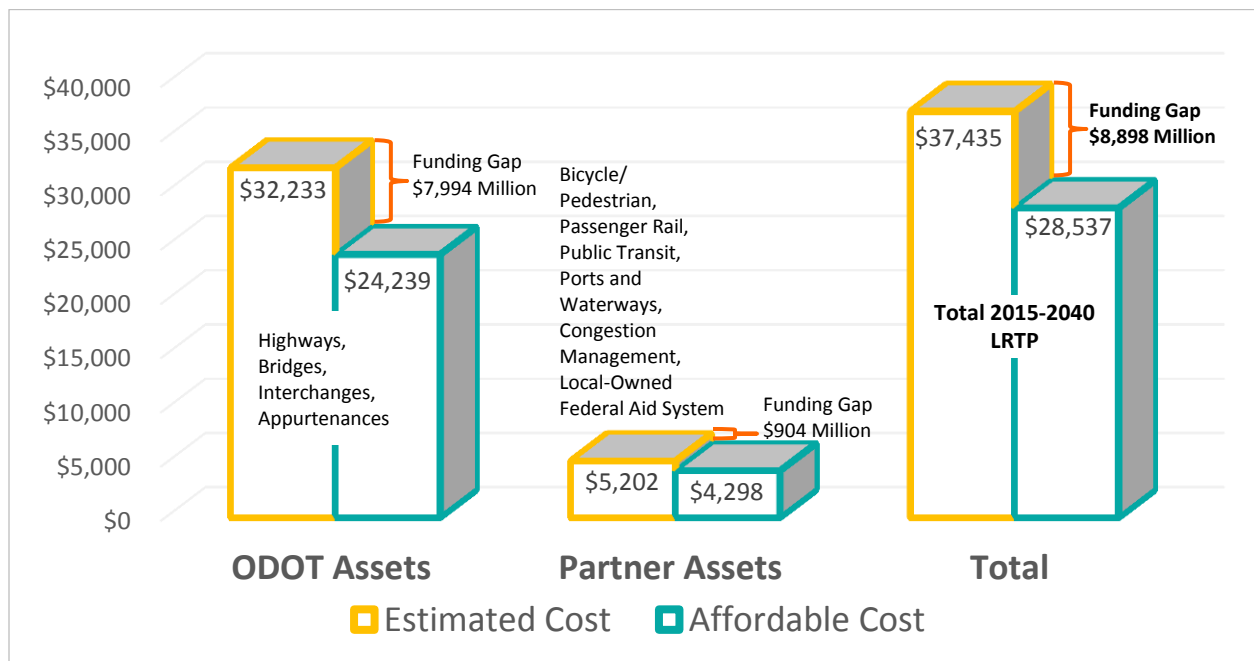 $40,000
$35,000
$30,000
$25,000
$20,000
$15,000
$10,000
$5,000
$0
$32,233
Funding Gap
$7,994 Million
$24,239
Highways,
Bridges,
Interchanges,
Appurtenances
Bicycle/
Pedestrian,
Passenger Rail,
Public Transit,
Ports and
Waterways,
Congestion
Management,
Local-Owned
Federal Aid System
Funding Gap
$904 Million
$5,202
$4,298
$37,435
Funding Gap
$8,898 Million
$28,537
Total 2015-2040
LRTP
ODOT Assets
Partner Assets
Total
Estimated Cost
Affordable Cost